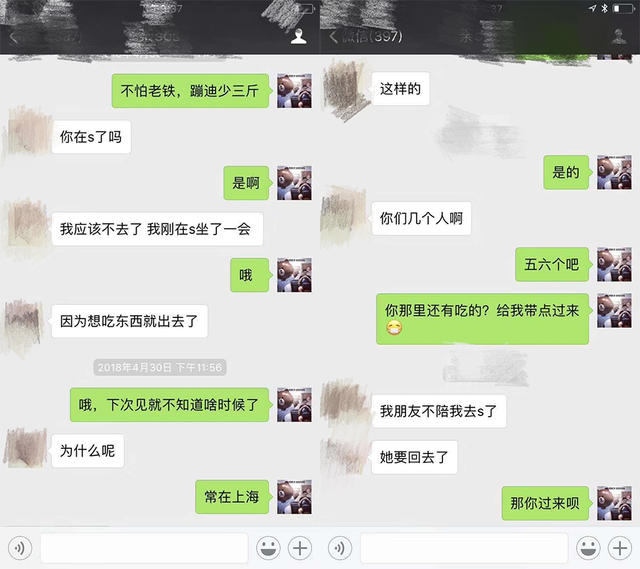 不怕老铁，蹦迪少三斤
你在s了吗
是啊
我应该不去了 我刚在s坐了一会
哦
因为想吃东西就出去了
2018年4月30日 下午11:56
哦，下次见就不知道啥时候了
为什么呢
常在上海
微信(397)
这样的
是的
你们几个人啊
五六个吧
你那里还有吃的？给我带点过来
我朋友不陪我去s了
她要回去了
那你过来呗